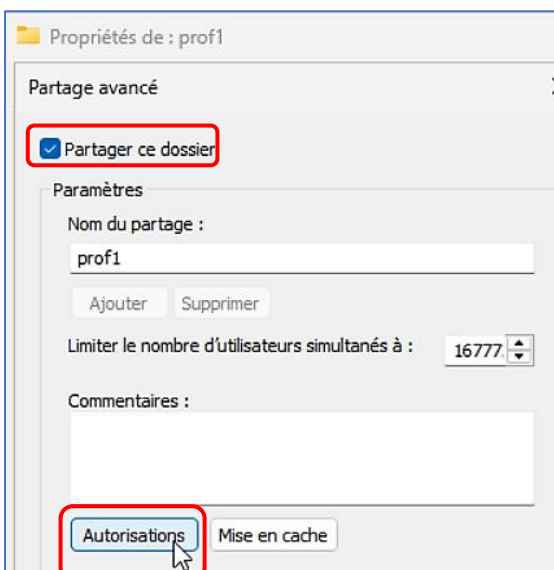 Propriétés de : prof1
Partage avancé
Partager ce dossier
Paramètres
Nom du partage :
prof1
Ajouter Supprimer
Limiter le nombre d'utilisateurs simultanés à : 16777
Commentaires :
Autorisations Mise en cache